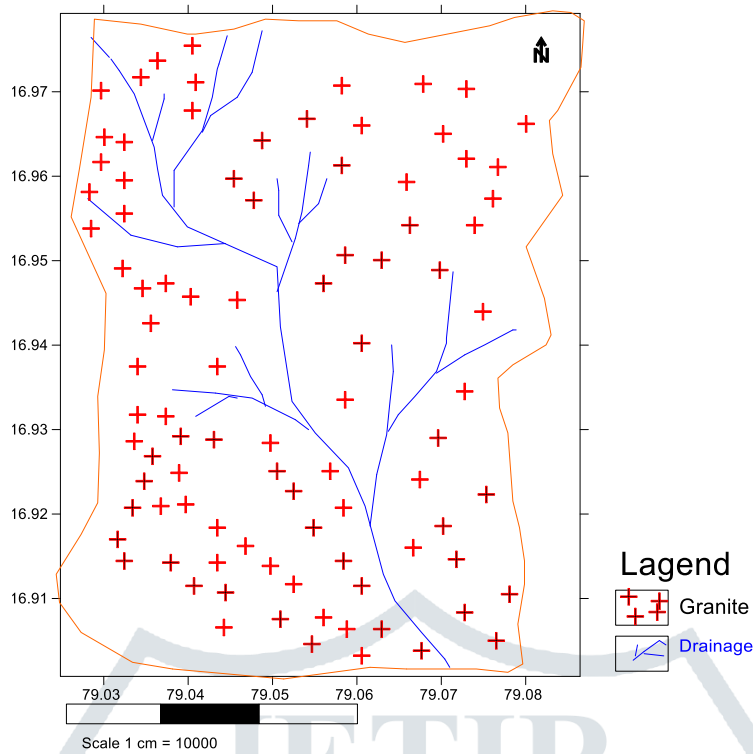 N
16.97
16.96
16.95
16.94
16.93
16.92
16.91
79.03 79.04 79.05 79.06 79.07 79.08
Lagend
Granite
Drainage
Scale 1 cm = 10000
JETIR